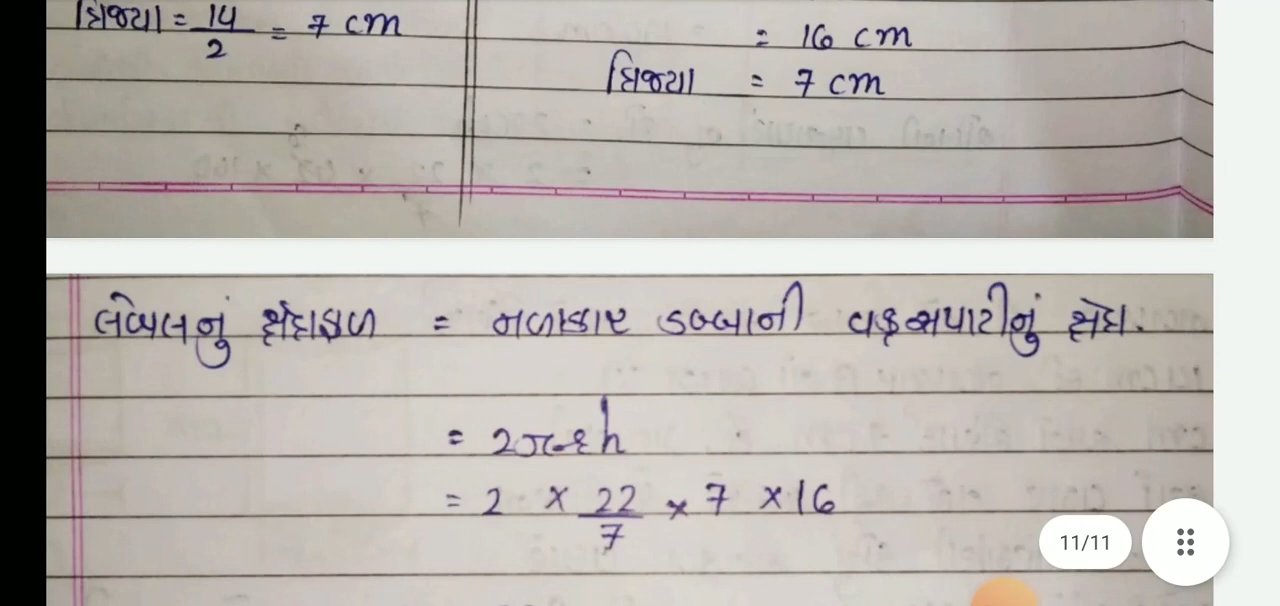 ત્રિજ્યા = 14/2 = 7 cm
= 16 cm
ત્રિજ્યા = 7 cm
લેબલનું ક્ષેત્રફળ = નળાકાર ડબ્બાની વક્રસપાટીનું ક્ષેત્ર.
= 2πrh
= 2 × 22/7 × 7 × 16
11/11